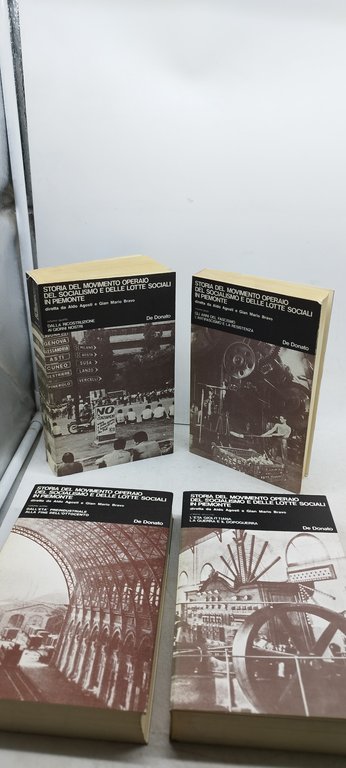 STORIA DEL MOVIMENTO OPERAIO
DEL SOCIALISMO E DELLE LOTTE SOCIALI
IN PIEMONTE
diretta da Aldo Agosti e Gian Mario Bravo
DALLA RICOSTRUZIONE
AI GIORNI NOSTRI
De Donato
GENOVA
ALESSANDRIA
ASTI
CUNEO
PINEROLO
MILANO
SUSA
LANZO
VERCELLI
NO
STORIA DEL MOVIMENTO OPERAIO
DEL SOCIALISMO E DELLE LOTTE SOCIALI
IN PIEMONTE
diretta da Aldo Agosti e Gian Mario Bravo
GLI ANNI DEL FASCISMO
L'ANTIFASCISMO E LA RESISTENZA
De Donato
STORIA DEL MOVIMENTO OPERAIO
DEL SOCIALISMO E DELLE LOTTE SOCIALI
IN PIEMONTE
diretta da Aldo Agosti e Gian Mario Bravo
DALL'ETÀ PREINDUSTRIALE
ALLA FINE DELL'OTTOCENTO
De Donato
STORIA DEL MOVIMENTO OPERAIO
DEL SOCIALISMO E DELLE LOTTE SOCIALI
IN PIEMONTE
diretta da Aldo Agosti e Gian Mario Bravo
L'ETÀ GIOLITTIANA
LA GUERRA E IL DOPOGUERRA
De Donato